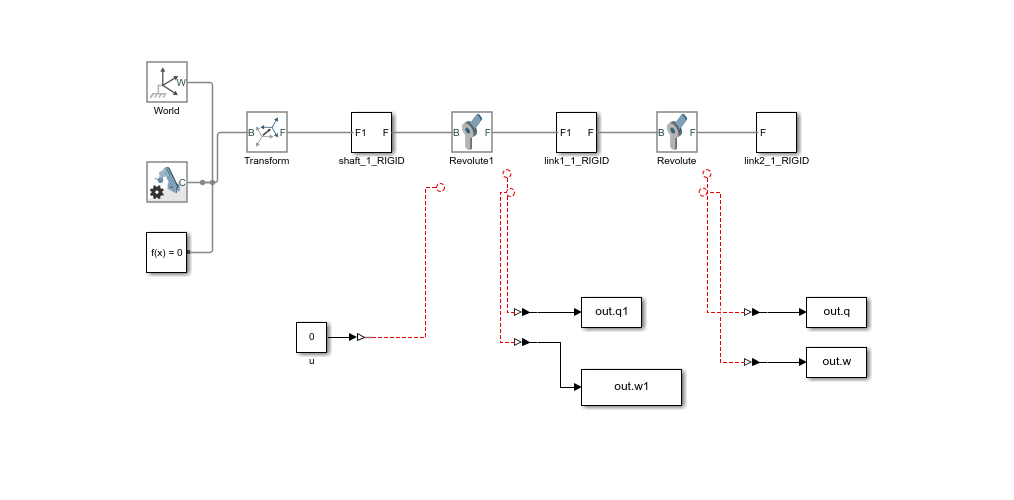 W
World
B
F
Transform
F1
F
shaft_1_RIGID
B
F
Revolute1
F1
F
link1_1_RIGID
B
F
Revolute
F
link2_1_RIGID
C
f(x) = 0
0
u
out.q1
out.w1
out.q
out.w